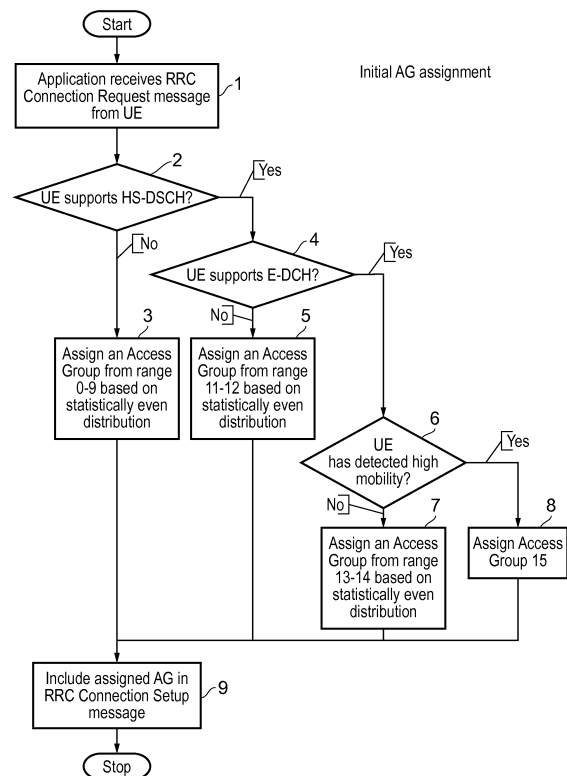 Start
Application receives RRC
Connection Request message
from UE
1
Initial AG assignment
2
UE supports HS-DSCH?
Yes
No
4
UE supports E-DCH?
Yes
No
3
Assign an Access
Group from range
0-9 based on
statistically even
distribution
5
Assign an Access
Group from range
11-12 based on
statistically even
distribution
6
UE
has detected high
mobility?
Yes
No
7
Assign an Access
Group from range
13-14 based on
statistically even
distribution
8
Assign Access
Group 15
Include assigned AG in
RRC Connection Setup
message
9
Stop